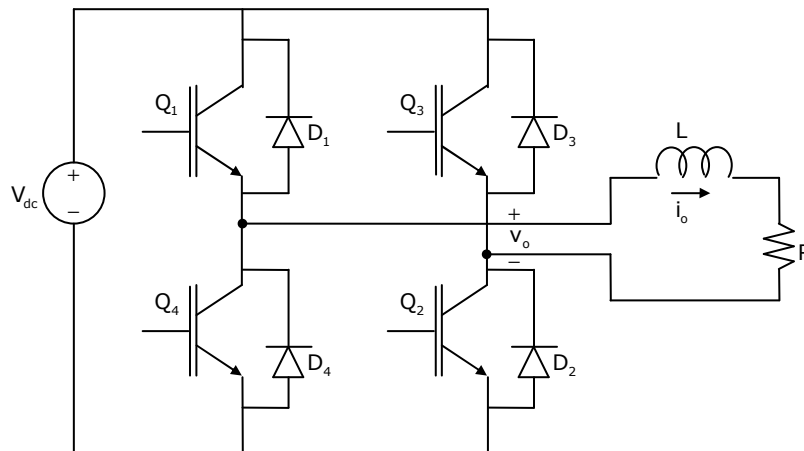 Q1
D1
Q3
D3
L
+
−
Vdc
io
+
vo
−
R
Q4
D4
Q2
D2